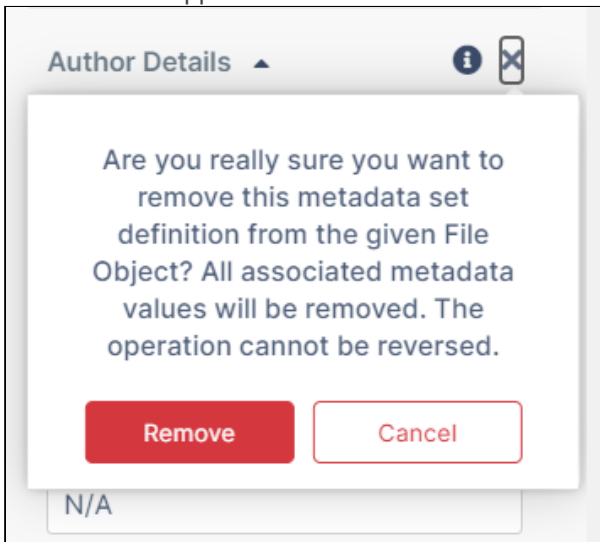 Author Details
Are you really sure you want to
remove this metadata set
definition from the given File
Object? All associated metadata
values will be removed. The
operation cannot be reversed.
Remove Cancel
N/A